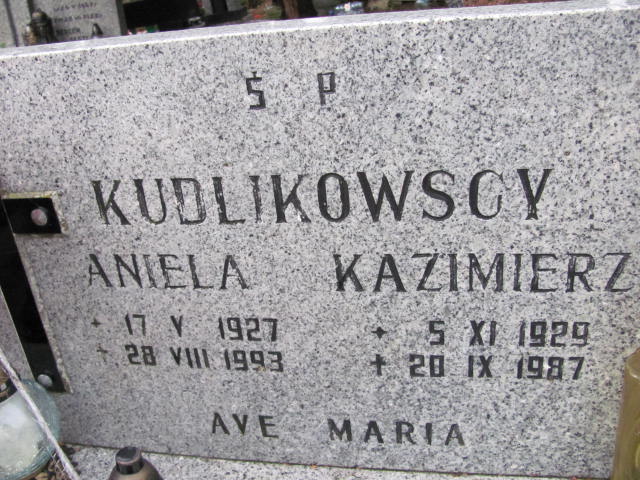 Ś P
KUDLIKOWSCY
ANIELA KAZIMIERZ
+ 17 V 1927 + 5 XI 1929
+ 28 VIII 1993 + 20 IX 1987
AVE MARIA